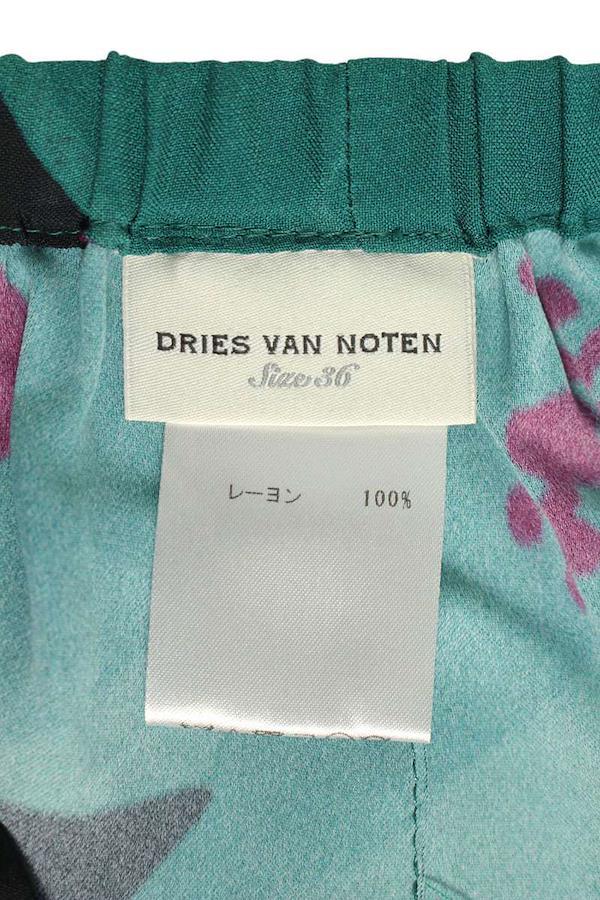 DRIES VAN NOTEN
Size 36
レーヨン 100%